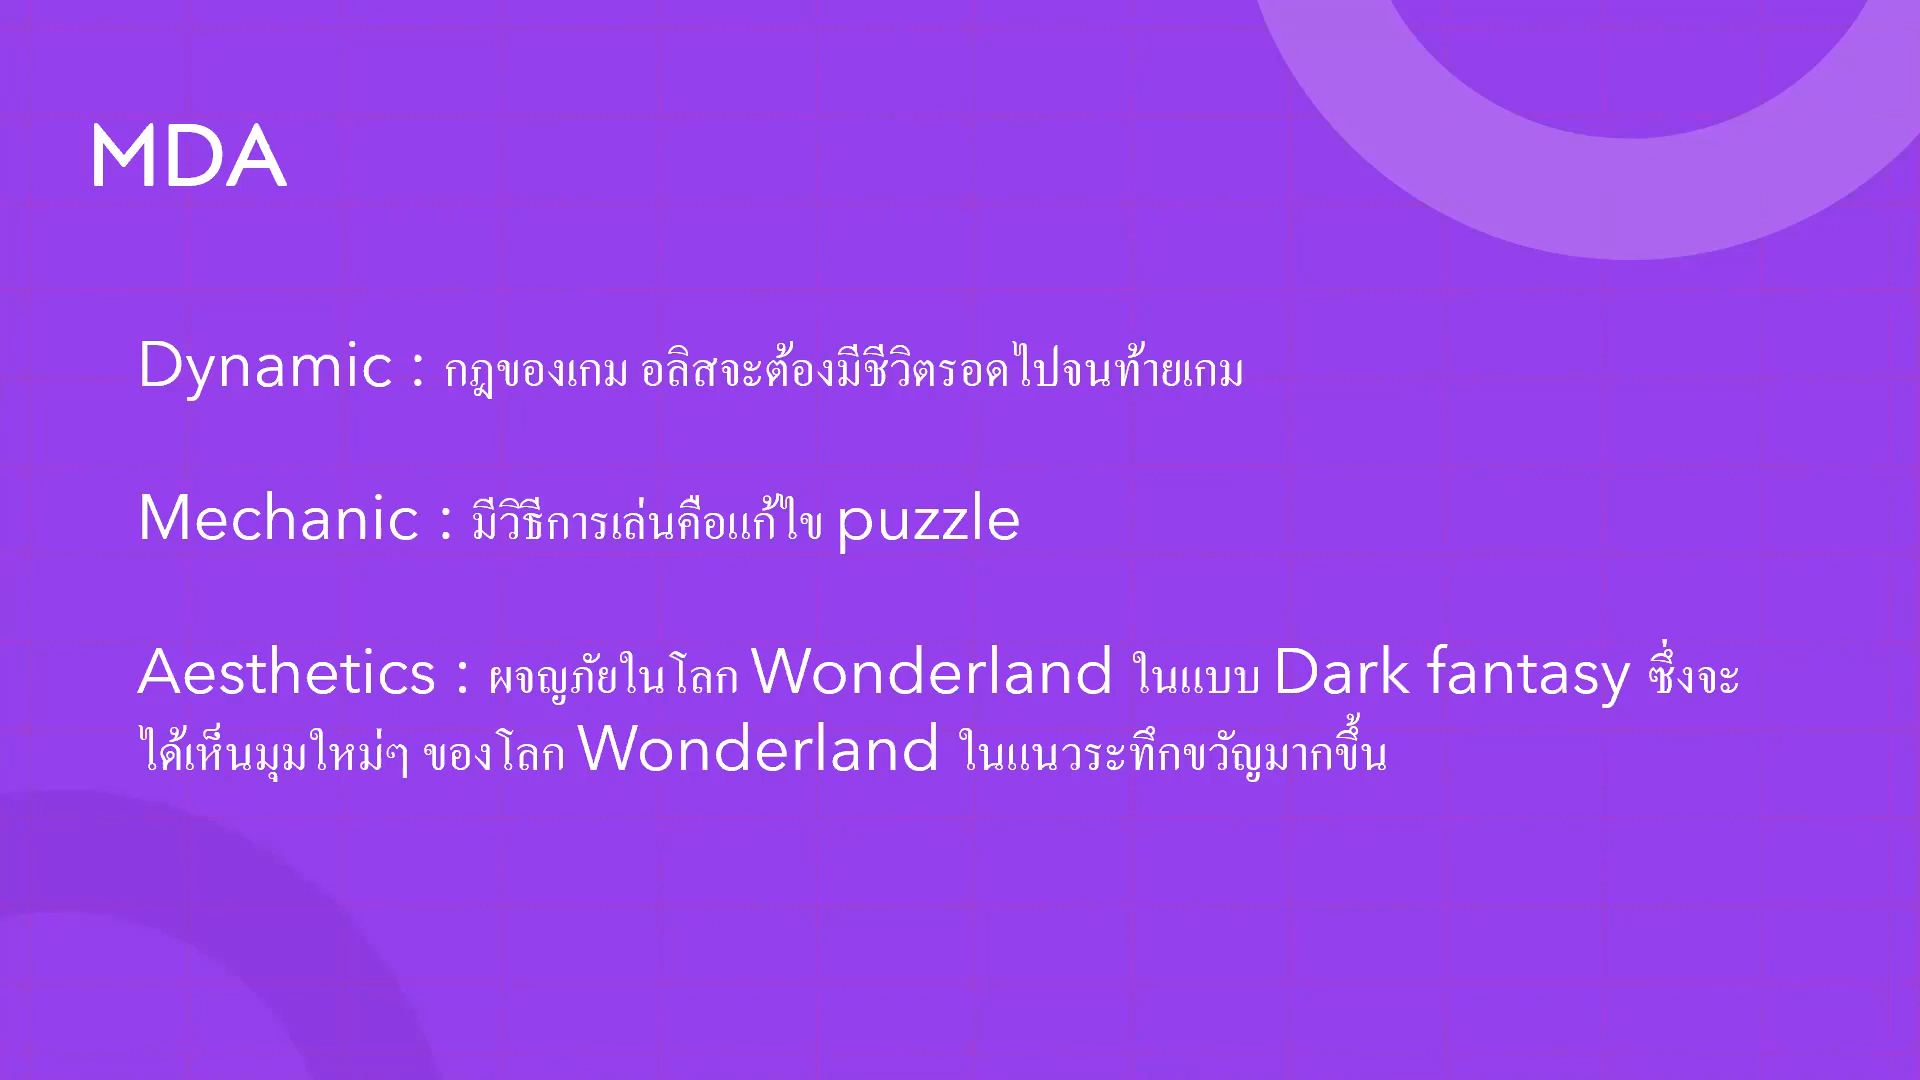 MDA
Dynamic : กฎของเกม อลิสจะต้องมีชีวิตรอดไปจนท้ายเกม
Mechanic : มีวิธีการเล่นคือแก้ไข puzzle
Aesthetics : ผจญภัยในโลก Wonderland ในแบบ Dark fantasy ซึ่งจะ
ได้เห็นมุมใหม่ๆ ของโลก Wonderland ในแนวระทึกขวัญมากขึ้น